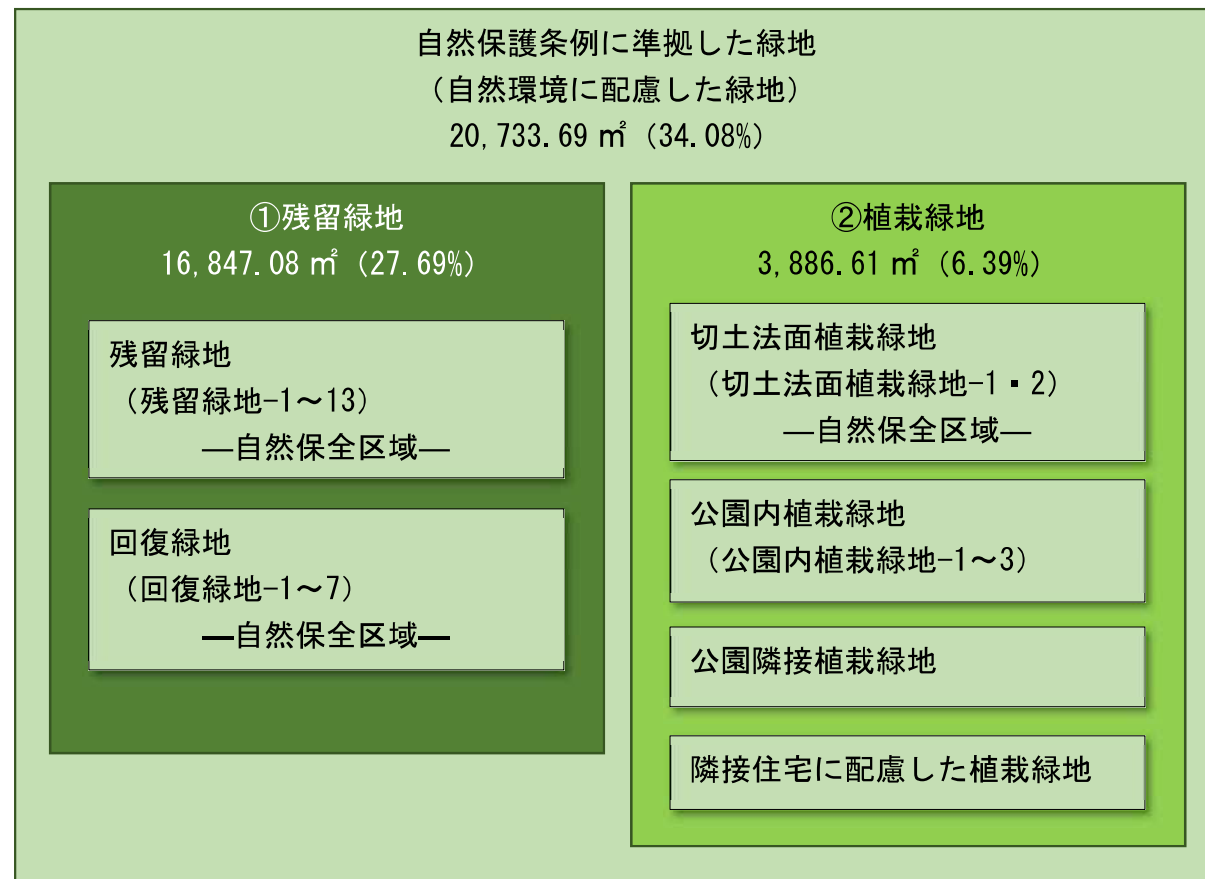 自然保護条例に準拠した緑地
（自然環境に配慮した緑地）
20,733.69 ㎡（34.08%）
①残留緑地
16,847.08 ㎡（27.69%）
残留緑地
（残留緑地-1～13）
―自然保全区域―
回復緑地
（回復緑地-1～7）
―自然保全区域―
②植栽緑地
3,886.61 ㎡（6.39%）
切土法面植栽緑地
（切土法面植栽緑地-1・2）
―自然保全区域―
公園内植栽緑地
（公園内植栽緑地-1～3）
公園隣接植栽緑地
隣接住宅に配慮した植栽緑地